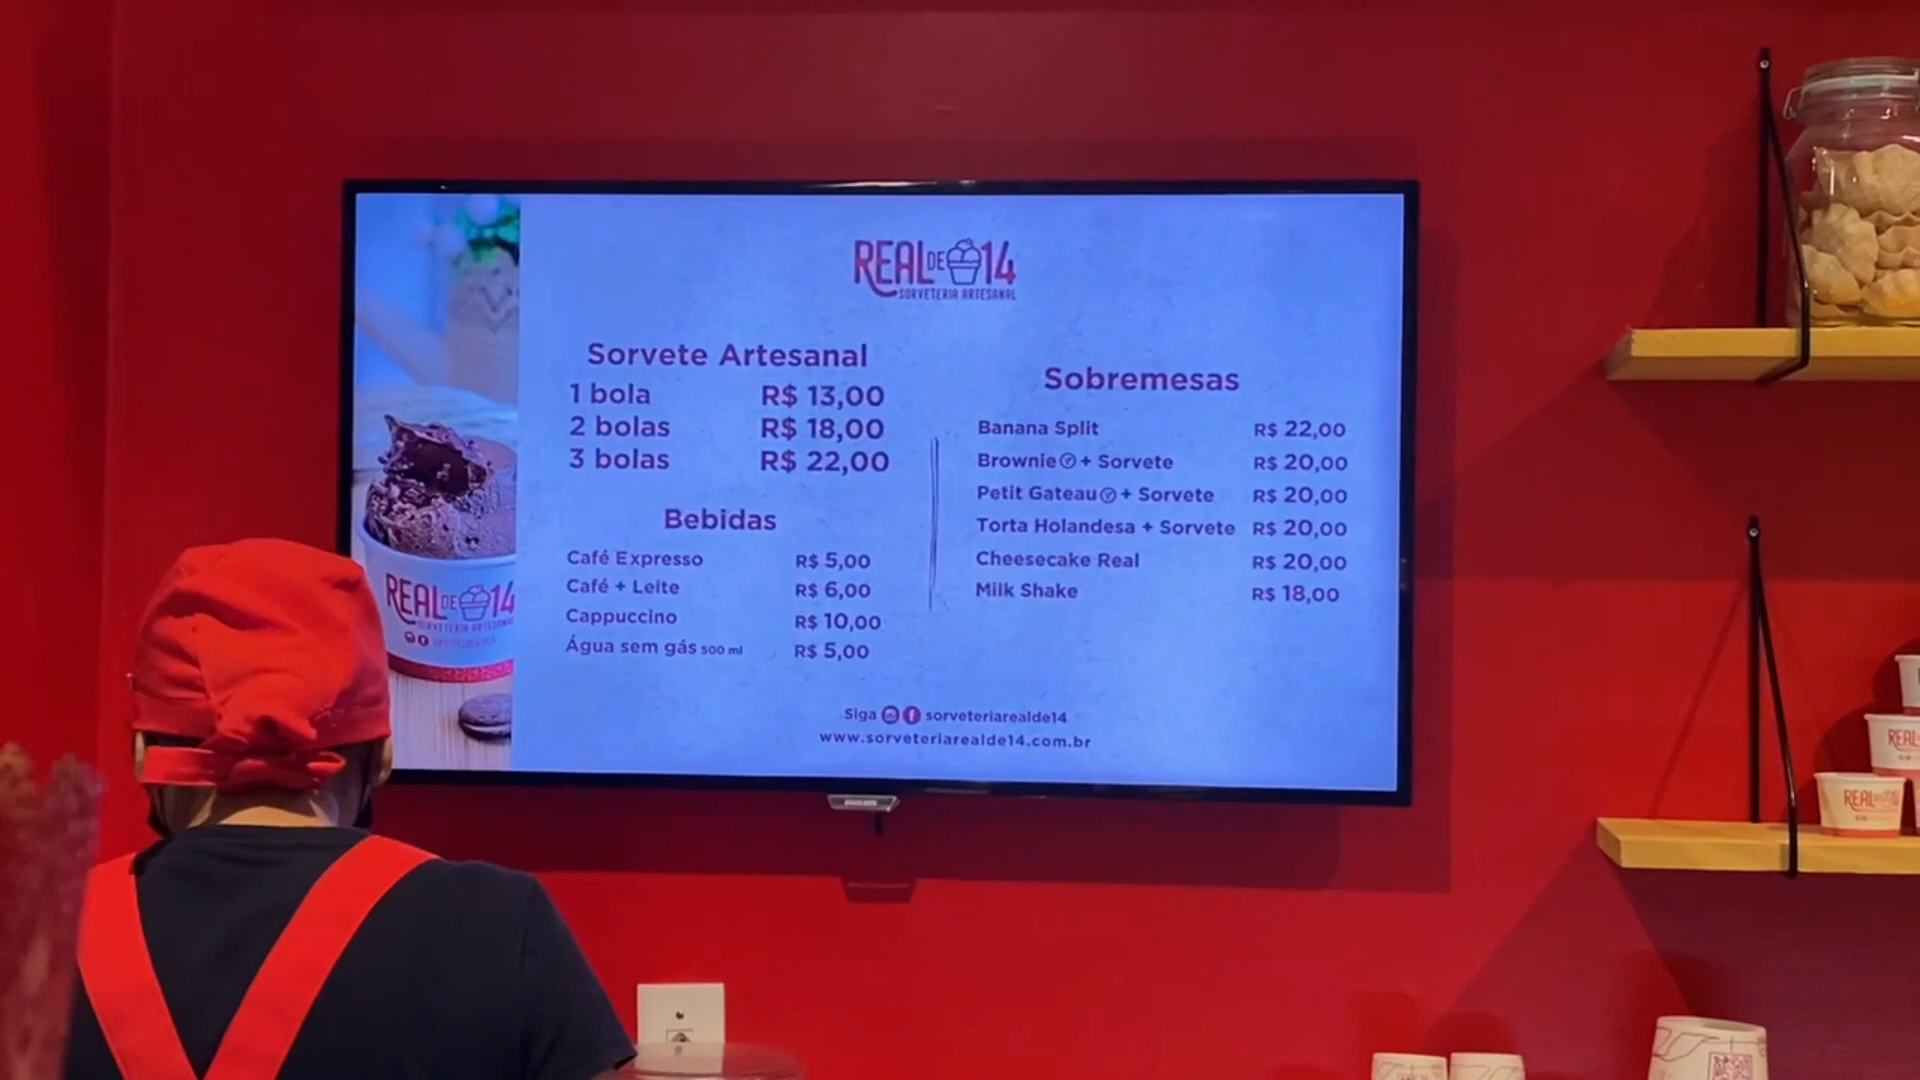 REAL DE 14
SORVETERIA ARTESANAL
Sorvete Artesanal
1 bola R$ 13,00
2 bolas R$ 18,00
3 bolas R$ 22,00
Bebidas
Café Expresso R$ 5,00
Café + Leite R$ 6,00
Cappuccino R$ 10,00
Água sem gás 500 ml R$ 5,00
Sobremesas
Banana Split R$ 22,00
Brownie + Sorvete R$ 20,00
Petit Gateau + Sorvete R$ 20,00
Torta Holandesa + Sorvete R$ 20,00
Cheesecake Real R$ 20,00
Milk Shake R$ 18,00
Siga sorveteriarealde14
www.sorveteriarealde14.com.br
REAL DE 14
SORVETERIA ARTESANAL
REAL
REAL